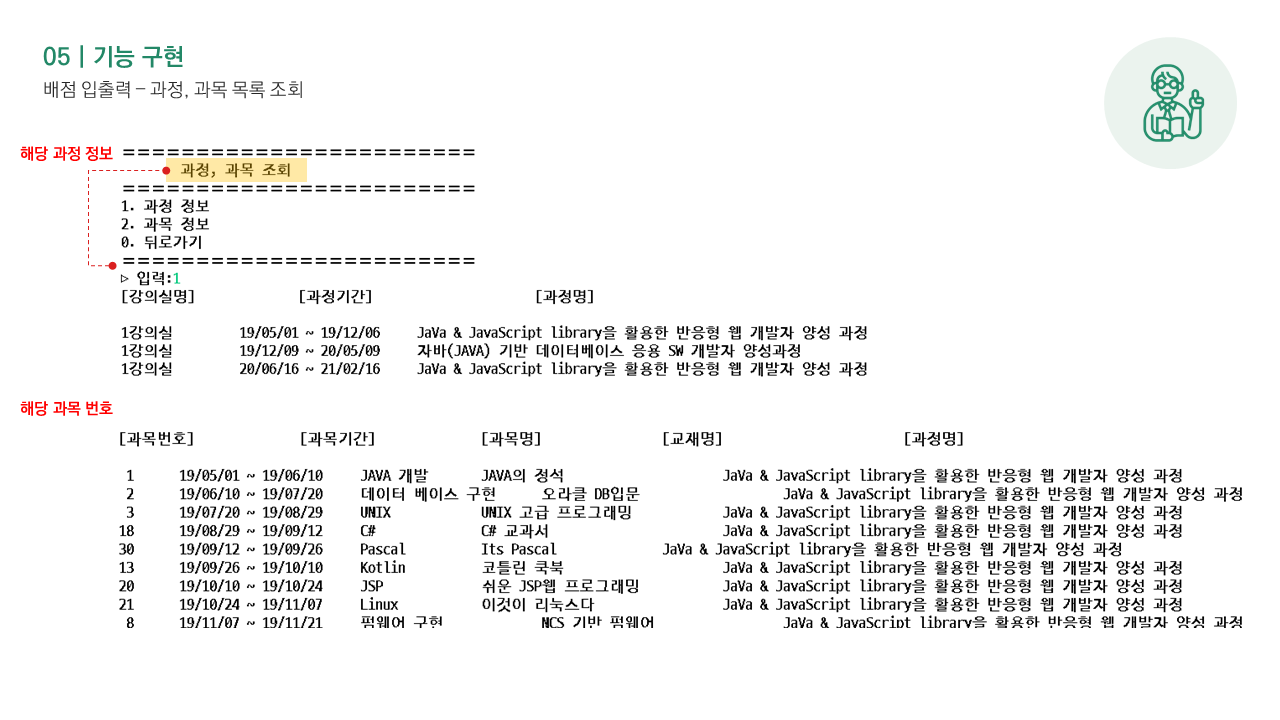 05 | 기능 구현
배점 입출력 – 과정, 과목 목록 조회
해당 과정 정보
========================
과정, 과목 조회
========================
1. 과정 정보
2. 과목 정보
0. 뒤로가기
========================
▷ 입력:1
[강의실명] [과정기간] [과정명]
1강의실 19/05/01 ~ 19/12/06 JaVa & JavaScript library을 활용한 반응형 웹 개발자 양성 과정
1강의실 19/12/09 ~ 20/05/09 자바(JAVA) 기반 데이터베이스 응용 SW 개발자 양성과정
1강의실 20/06/16 ~ 21/02/16 JaVa & JavaScript library을 활용한 반응형 웹 개발자 양성 과정
해당 과목 번호
[과목번호] [과목기간] [과목명] [교재명] [과정명]
1 19/05/01 ~ 19/06/10 JAVA 개발 JAVA의 정석 JaVa & JavaScript library을 활용한 반응형 웹 개발자 양성 과정
2 19/06/10 ~ 19/07/20 데이터 베이스 구현 오라클 DB입문 JaVa & JavaScript library을 활용한 반응형 웹 개발자 양성 과정
3 19/07/20 ~ 19/08/29 UNIX UNIX 고급 프로그래밍 JaVa & JavaScript library을 활용한 반응형 웹 개발자 양성 과정
18 19/08/29 ~ 19/09/12 C# C# 교과서 JaVa & JavaScript library을 활용한 반응형 웹 개발자 양성 과정
30 19/09/12 ~ 19/09/26 Pascal Its Pascal JaVa & JavaScript library을 활용한 반응형 웹 개발자 양성 과정
13 19/09/26 ~ 19/10/10 Kotlin 코틀린 쿡북 JaVa & JavaScript library을 활용한 반응형 웹 개발자 양성 과정
20 19/10/10 ~ 19/10/24 JSP 쉬운 JSP웹 프로그래밍 JaVa & JavaScript library을 활용한 반응형 웹 개발자 양성 과정
21 19/10/24 ~ 19/11/07 Linux 이것이 리눅스다 JaVa & JavaScript library을 활용한 반응형 웹 개발자 양성 과정
8 19/11/07 ~ 19/11/21 펌웨어 구현 NCS 기반 펌웨어 JaVa & JavaScript library을 활용한 반응형 웹 개발자 양성 과정